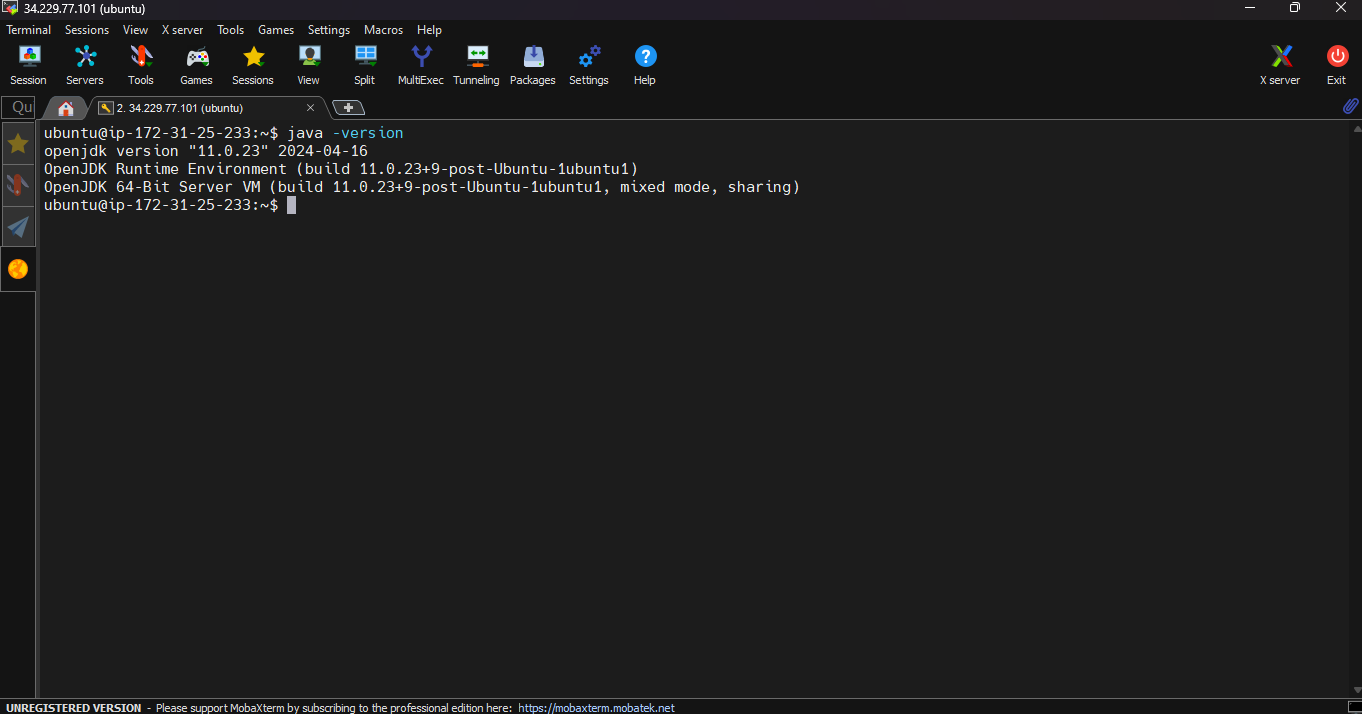 34.229.77.101 (ubuntu)
Terminal Sessions View X server Tools Games Settings Macros Help
Session Servers Tools Games Sessions View Split MultiExec Tunneling Packages Settings Help X server Exit
Qu 2. 34.229.77.101 (ubuntu)
ubuntu@ip-172-31-25-233:~$ java -version
openjdk version "11.0.23" 2024-04-16
OpenJDK Runtime Environment (build 11.0.23+9-post-Ubuntu-1ubuntu1)
OpenJDK 64-Bit Server VM (build 11.0.23+9-post-Ubuntu-1ubuntu1, mixed mode, sharing)
ubuntu@ip-172-31-25-233:~$
UNREGISTERED VERSION - Please support MobaXterm by subscribing to the professional edition here: https://mobaxterm.mobatek.net